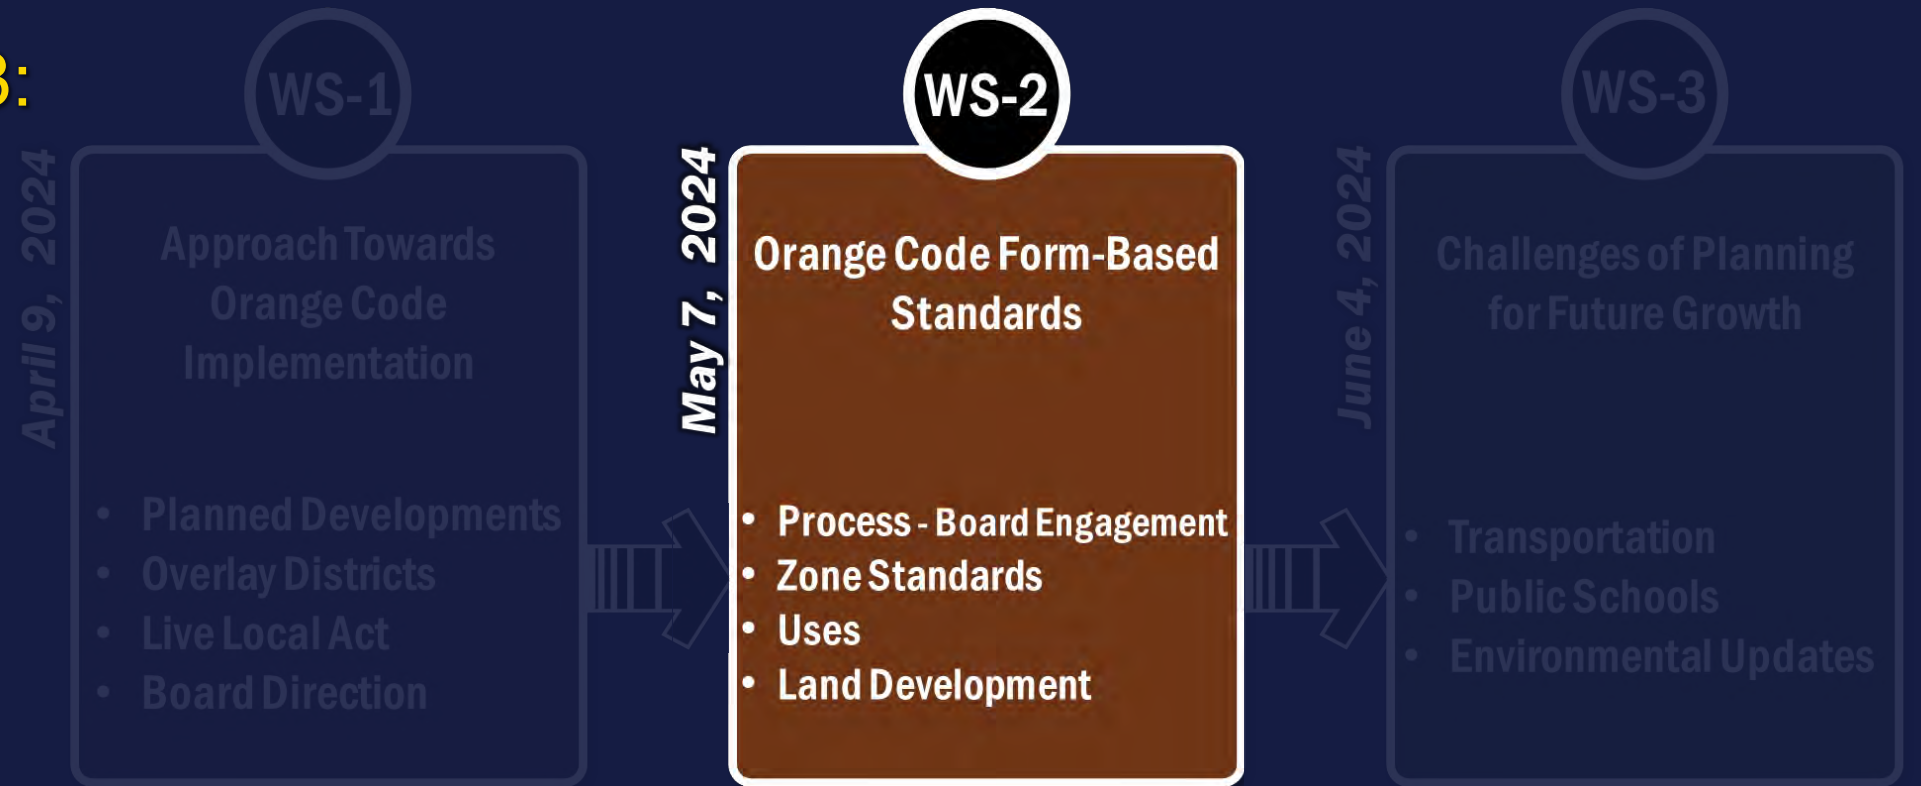 3:
WS-1
April 9, 2024
Approach Towards
Orange Code
Implementation
• Planned Developments
• Overlay Districts
• Live Local Act
• Board Direction
WS-2
May 7, 2024
Orange Code Form-Based
Standards
• Process - Board Engagement
• Zone Standards
• Uses
• Land Development
WS-3
June 4, 2024
Challenges of Planning
for Future Growth
• Transportation
• Public Schools
• Environmental Updates